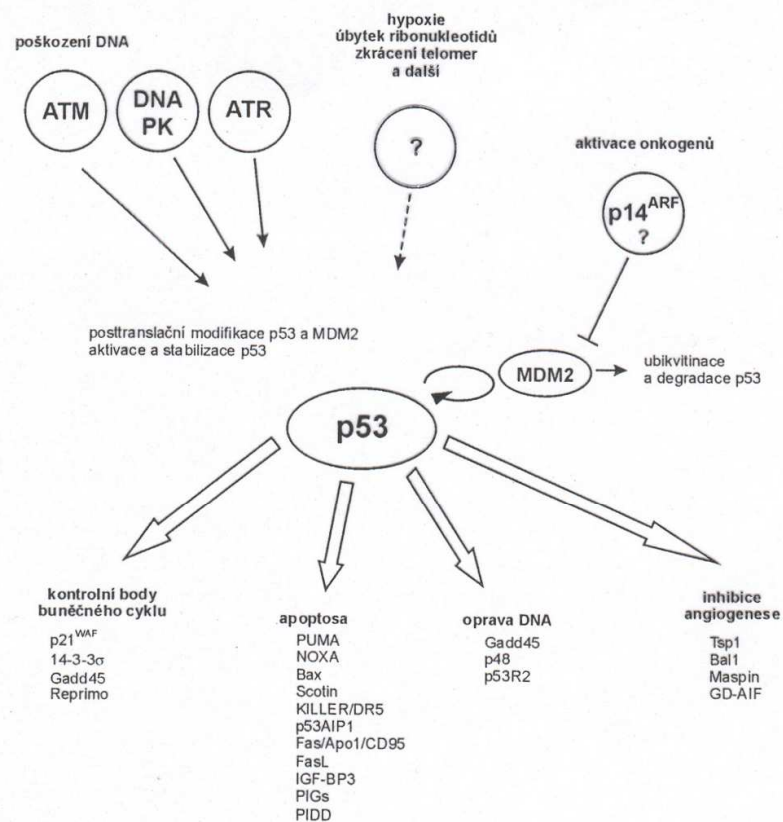 poškození DNA
ATM
DNA
PK
ATR
hypoxie
úbytek ribonukleotidů
zkrácení telomer
a další
?
aktivace onkogenů
p14ARF
?
posttranslační modifikace p53 a MDM2
aktivace a stabilizace p53
MDM2
ubikvitinace
a degradace p53
p53
kontrolní body
buněčného cyklu
p21WAF
14-3-3σ
Gadd45
Reprimo
apoptosa
PUMA
NOXA
Bax
Scotin
KILLER/DR5
p53AIP1
Fas/Apo1/CD95
FasL
IGF-BP3
PIGs
PIDD
oprava DNA
Gadd45
p48
p53R2
inhibice
angiogenese
Tsp1
Bal1
Maspin
GD-AIF